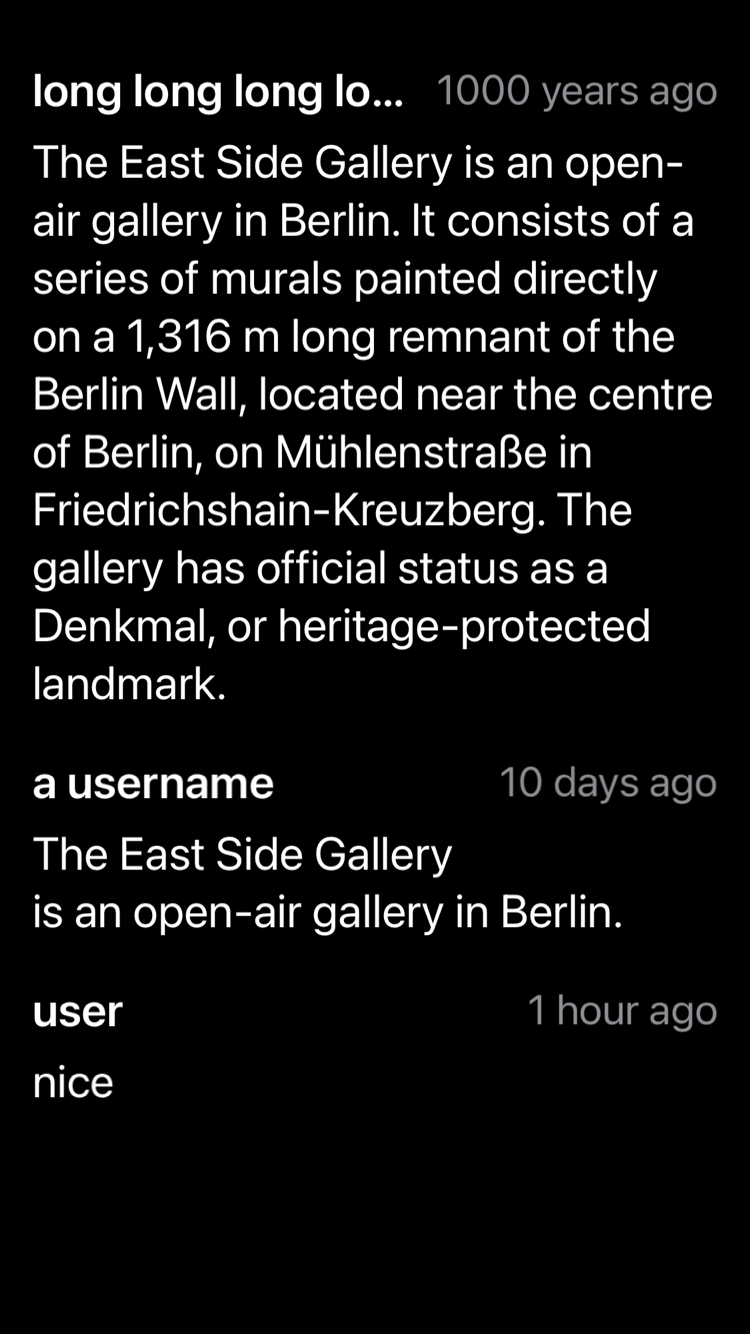 long long long lo... 1000 years ago
The East Side Gallery is an open-
air gallery in Berlin. It consists of a
series of murals painted directly
on a 1,316 m long remnant of the
Berlin Wall, located near the centre
of Berlin, on Mühlenstraße in
Friedrichshain-Kreuzberg. The
gallery has official status as a
Denkmal, or heritage-protected
landmark.
a username 10 days ago
The East Side Gallery
is an open-air gallery in Berlin.
user 1 hour ago
nice